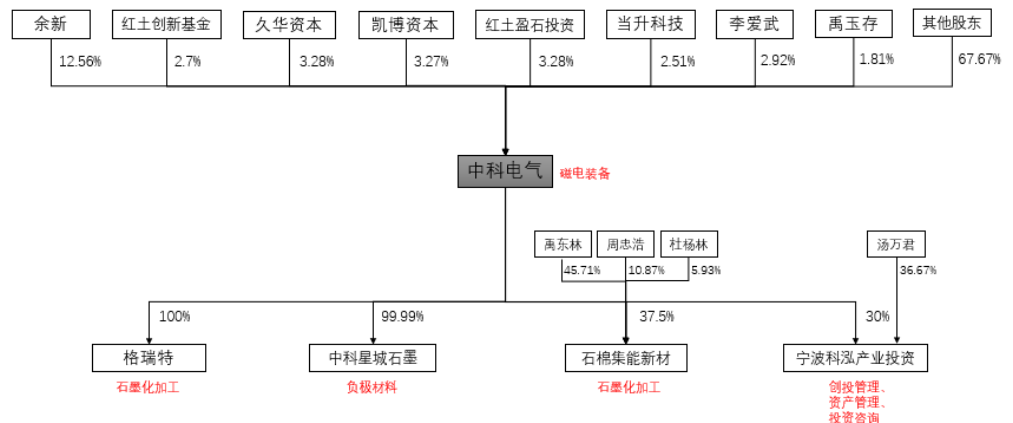 余新 红土创新基金 久华资本 凯博资本 红土盈石投资 当升科技 李爱武 禹玉存 其他股东
12.56% 2.7% 3.28% 3.27% 3.28% 2.51% 2.92% 1.81% 67.67%
中科电气 磁电装备
禹东林 周忠浩 杜杨林 汤万君
45.71% 10.87% 5.93% 36.67%
100% 99.99% 37.5% 30%
格瑞特 中科星城石墨 石棉集能新材 宁波科泓产业投资
石墨化加工 负极材料 石墨化加工 创投管理、
资产管理、
投资咨询